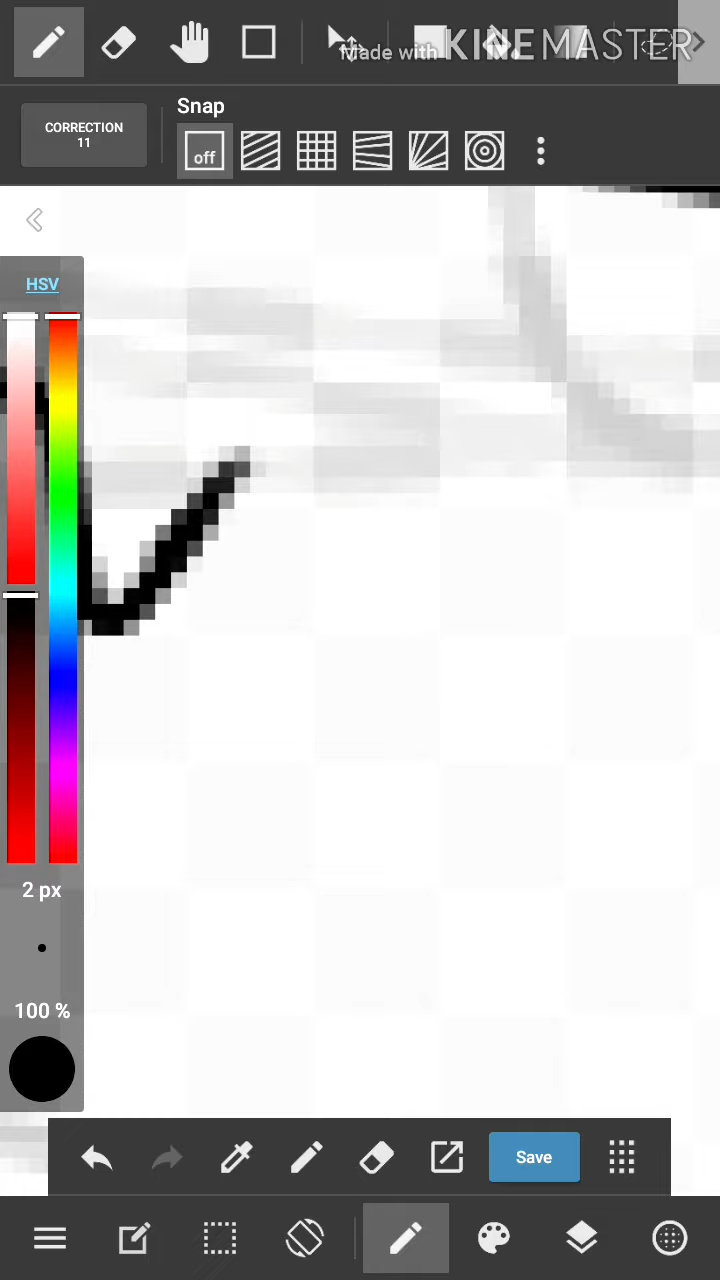 Made with KINEMASTER
CORRECTION
11
Snap
off
HSV
2 px
100 %
Save